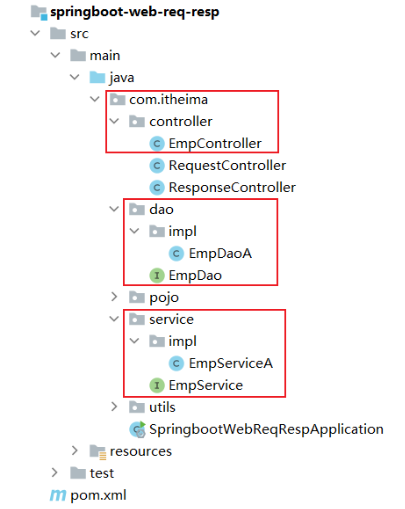 springboot-web-req-resp
src
main
java
com.itheima
controller
C EmpController
C RequestController
C ResponseController
dao
impl
C EmpDaoA
I EmpDao
pojo
service
impl
C EmpServiceA
I EmpService
utils
SpringbootWebReqRespApplication
resources
test
m pom.xml